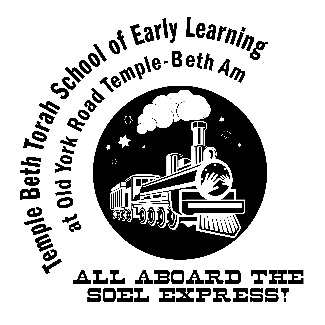 Temple Beth Torah School of Early Learning
at Old York Road Temple-Beth Am
ALL ABOARD THE
SOEL EXPRESS!